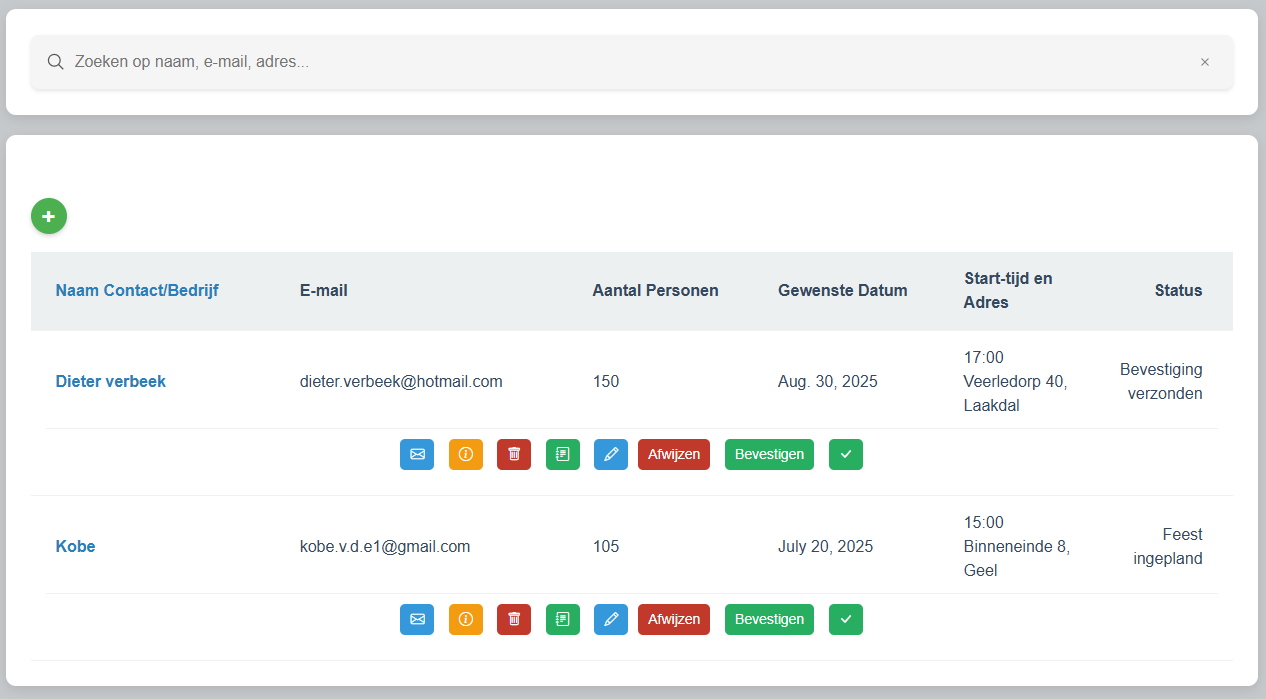 Zoeken op naam, e-mail, adres...
×
+
Naam Contact/Bedrijf E-mail Aantal Personen Gewenste Datum Start-tijd en
Adres Status
Dieter verbeek dieter.verbeek@hotmail.com 150 Aug. 30, 2025 17:00
Veerledorp 40,
Laakdal
Bevestiging
verzonden
Afwijzen Bevestigen
Kobe kobe.v.d.e1@gmail.com 105 July 20, 2025 15:00
Binneneinde 8,
Geel
Feest
ingepland
Afwijzen Bevestigen